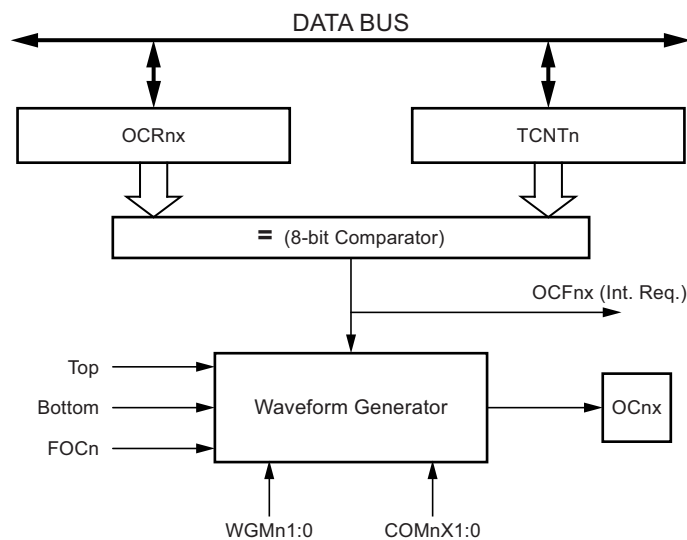 DATA BUS
OCRnx
TCNTn
= (8-bit Comparator)
OCFnx (Int. Req.)
Top
Bottom
FOCn
Waveform Generator
OCnx
WGMn1:0
COMnX1:0